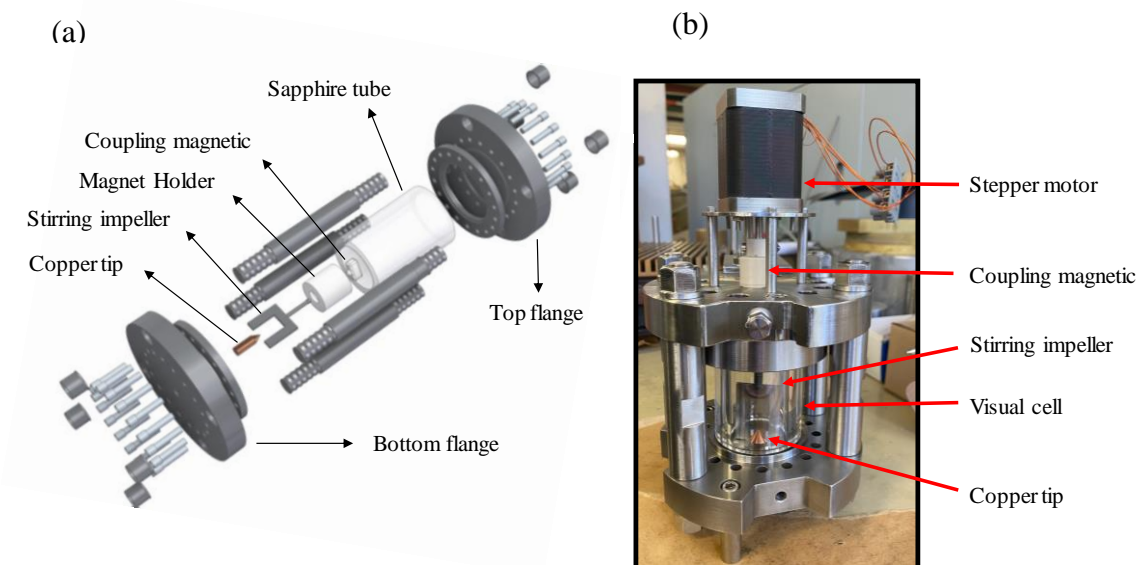 (a)
(b)
Sapphire tube
Coupling magnetic
Magnet Holder
Stirring impeller
Copper tip
Top flange
Bottom flange
Stepper motor
Coupling magnetic
Stirring impeller
Visual cell
Copper tip